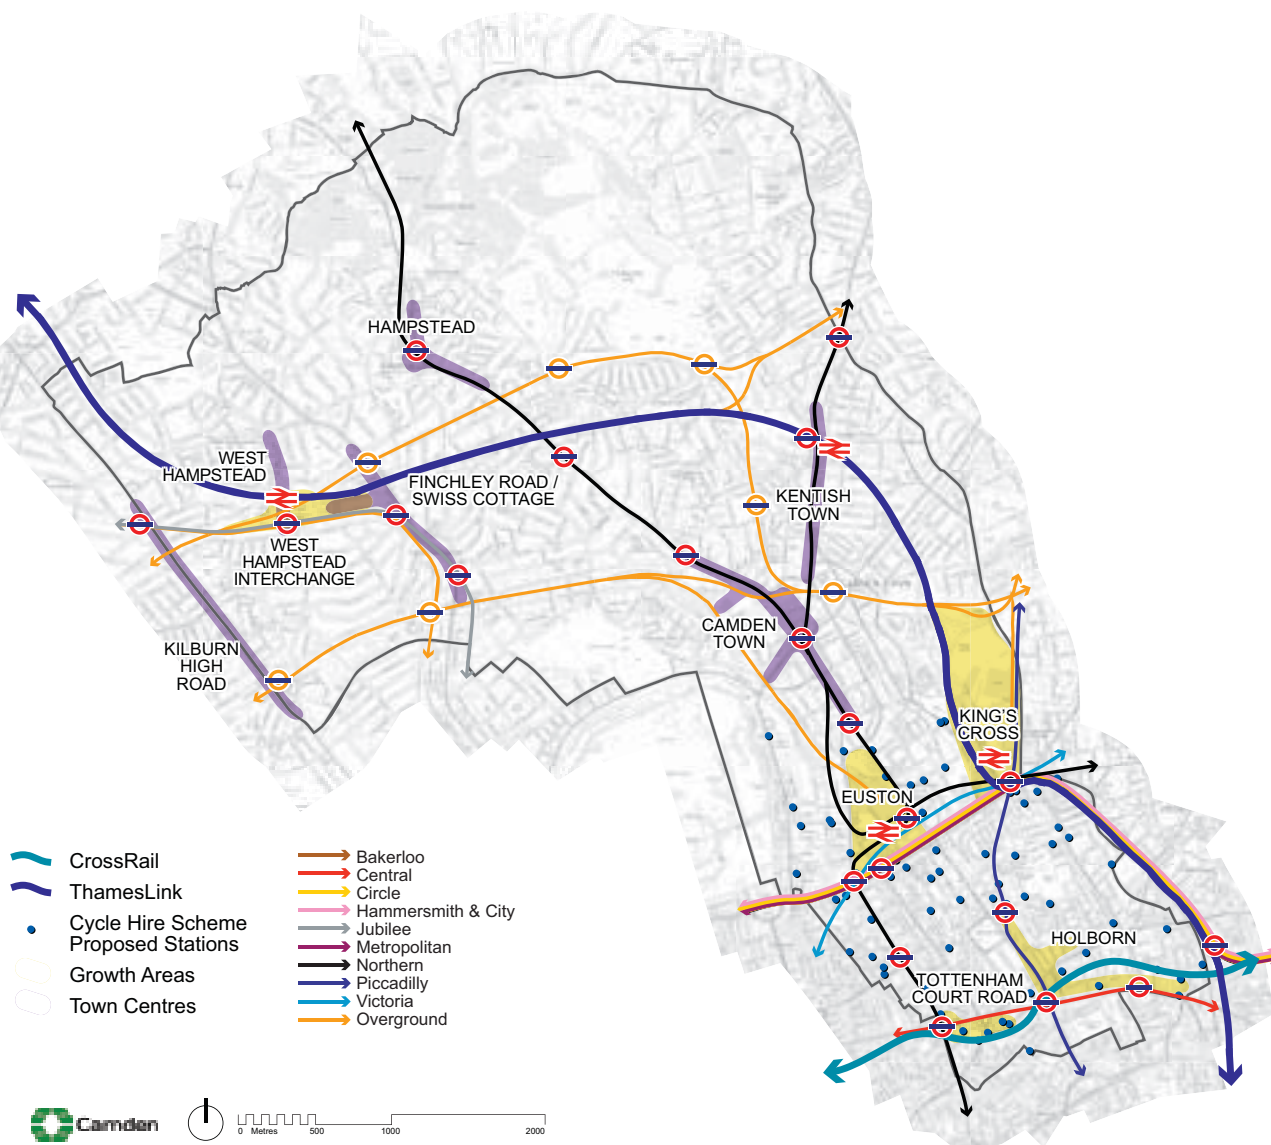 HAMPSTEAD
WEST
HAMPSTEAD
FINCHLEY ROAD /
SWISS COTTAGE
KENTISH
TOWN
WEST
HAMPSTEAD
INTERCHANGE
CAMDEN
TOWN
KILBURN
HIGH
ROAD
KING'S
CROSS
EUSTON
HOLBORN
TOTTENHAM
COURT ROAD
CrossRail
ThamesLink
Cycle Hire Scheme
Proposed Stations
Growth Areas
Town Centres
Bakerloo
Central
Circle
Hammersmith & City
Jubilee
Metropolitan
Northern
Piccadilly
Victoria
Overground
Camden
0 Metres 500 1000 2000